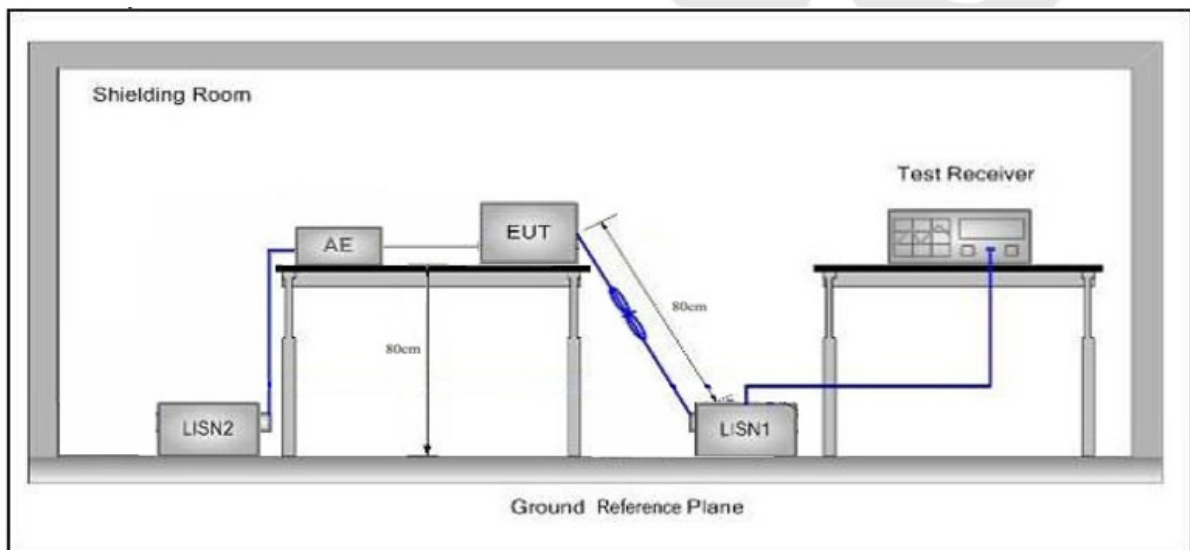 Shielding Room
Test Receiver
AE
EUT
80cm
80cm
LISN2
LISN1
Ground Reference Plane